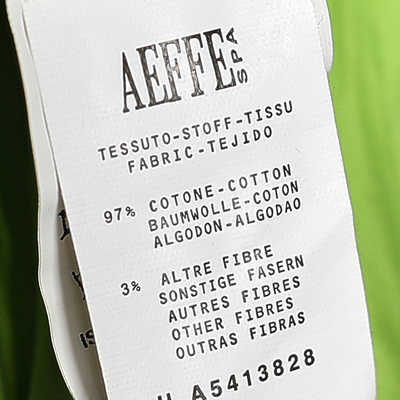 AEFFE SPA
TESSUTO-STOFF-TISSU
FABRIC-TEJIDO
97% COTONE-COTTON
BAUMWOLLE-COTON
ALGODON-ALGODAO
3% ALTRE FIBRE
SONSTIGE FASERN
AUTRES FIBRES
OTHER FIBRES
OUTRAS FIBRAS
A5413828